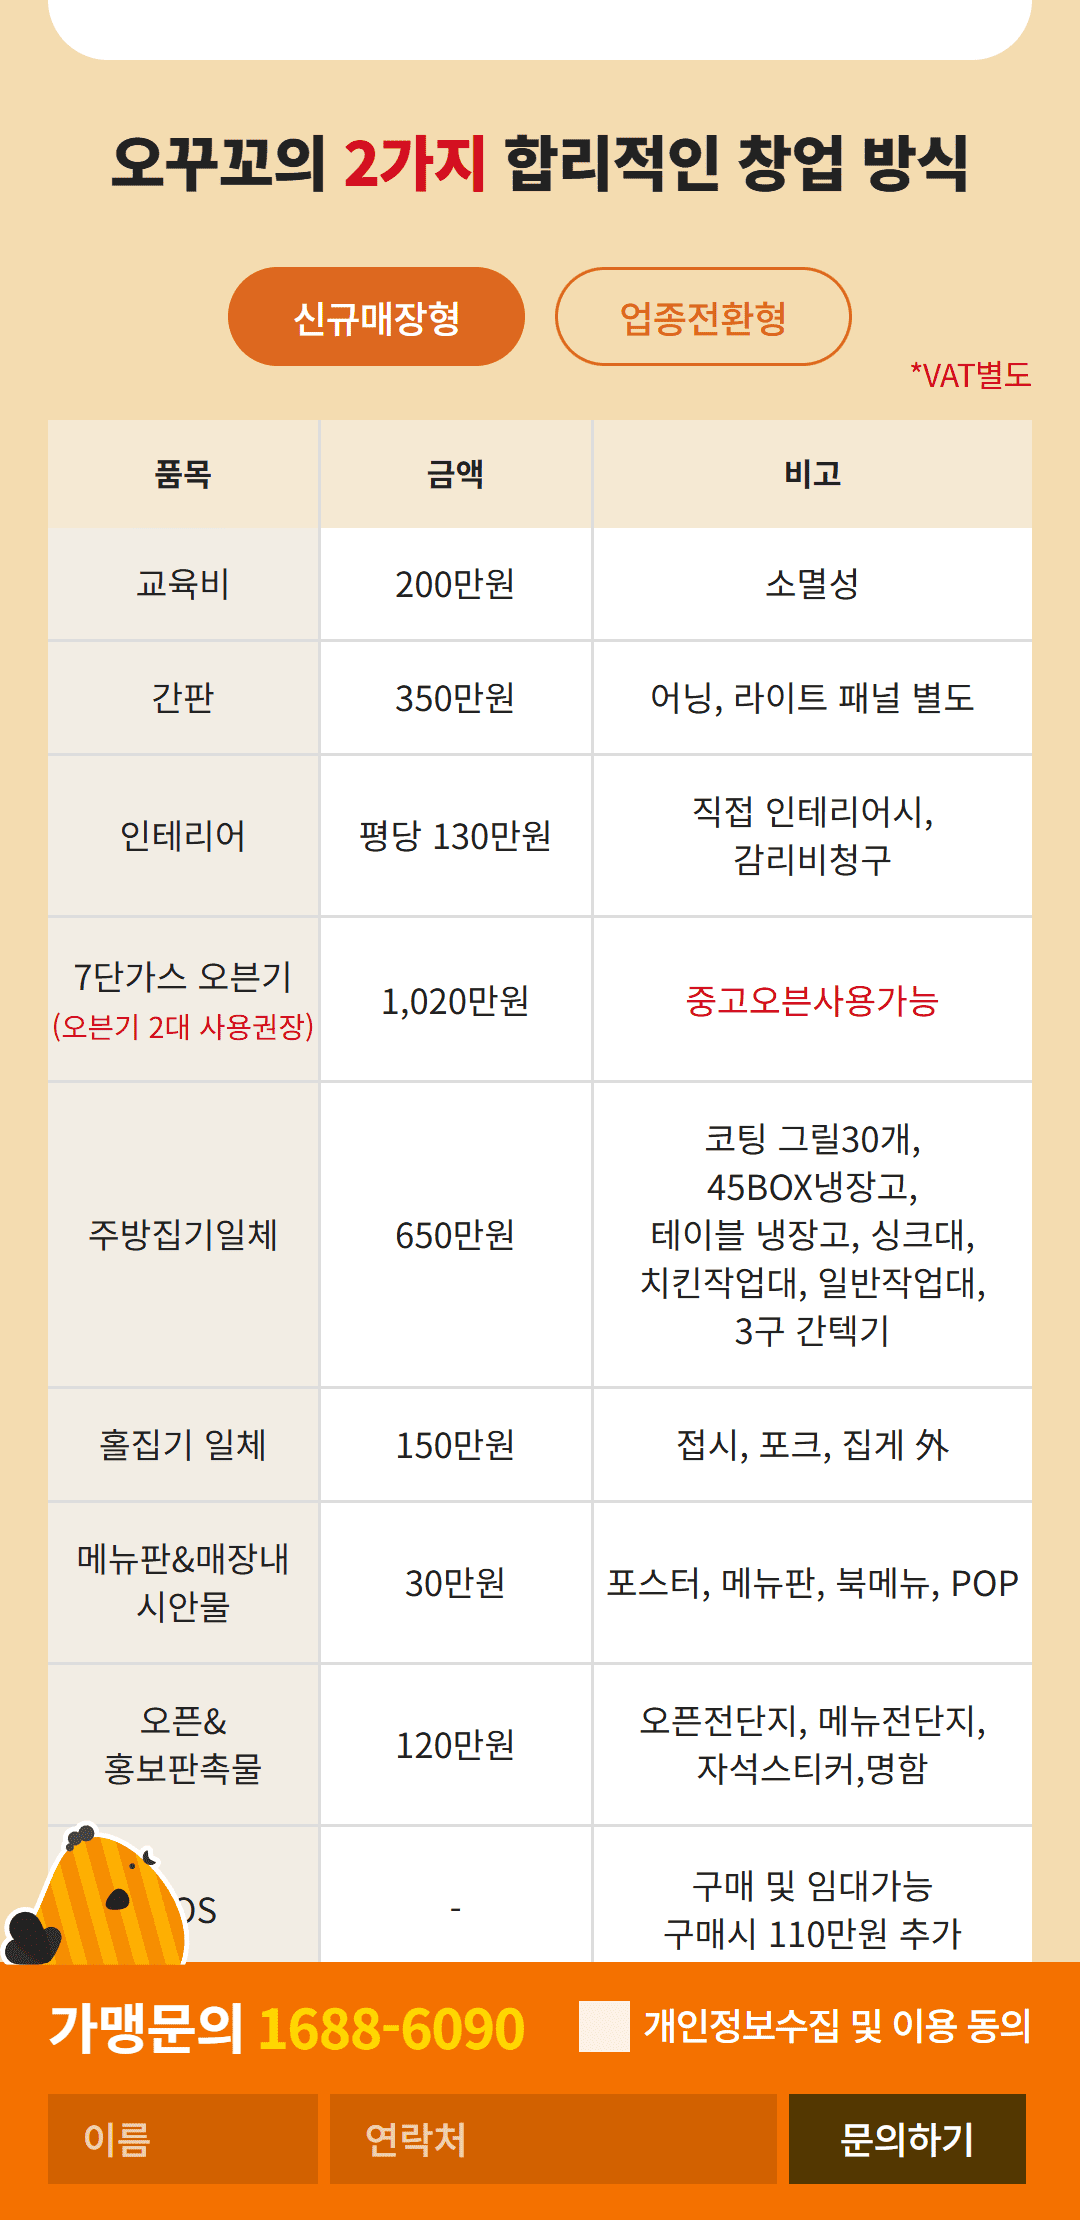 오꾸꼬의 2가지 합리적인 창업 방식
신규매장형
업종전환형
*VAT별도
품목
금액
비고
교육비
200만원
소멸성
간판
350만원
어닝, 라이트 패널 별도
인테리어
평당 130만원
직접 인테리어시,
감리비청구
7단가스 오븐기
(오븐기 2대 사용권장)
1,020만원
중고오븐사용가능
주방집기일체
650만원
코팅 그릴30개,
45BOX냉장고,
테이블 냉장고, 싱크대,
치킨작업대, 일반작업대,
3구 간텍기
홀집기 일체
150만원
접시, 포크, 집게 外
메뉴판&매장내
시안물
30만원
포스터, 메뉴판, 북메뉴, POP
오픈&
홍보판촉물
120만원
오픈전단지, 메뉴전단지,
자석스티커,명함
-
구매 및 임대가능
구매시 110만원 추가
가맹문의 1688-6090
개인정보수집 및 이용 동의
이름
연락처
문의하기